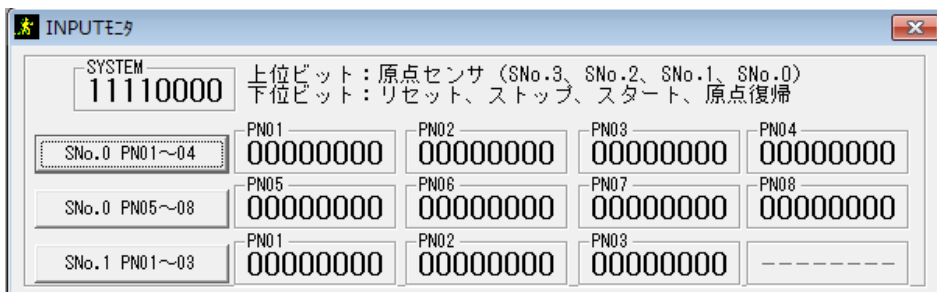 INPUTﾓﾆﾀ
SYSTEM
11110000
上位ビット:原点センサ (SNo.3、SNo.2、SNo.1、SNo.0)
下位ビット:リセット、ストップ、スタート、原点復帰
SNo.0 PN01～04
PN01 PN02 PN03 PN04
00000000 00000000 00000000 00000000
SNo.0 PN05～08
PN05 PN06 PN07 PN08
00000000 00000000 00000000 00000000
SNo.1 PN01～03
PN01 PN02 PN03
00000000 00000000 00000000 --------